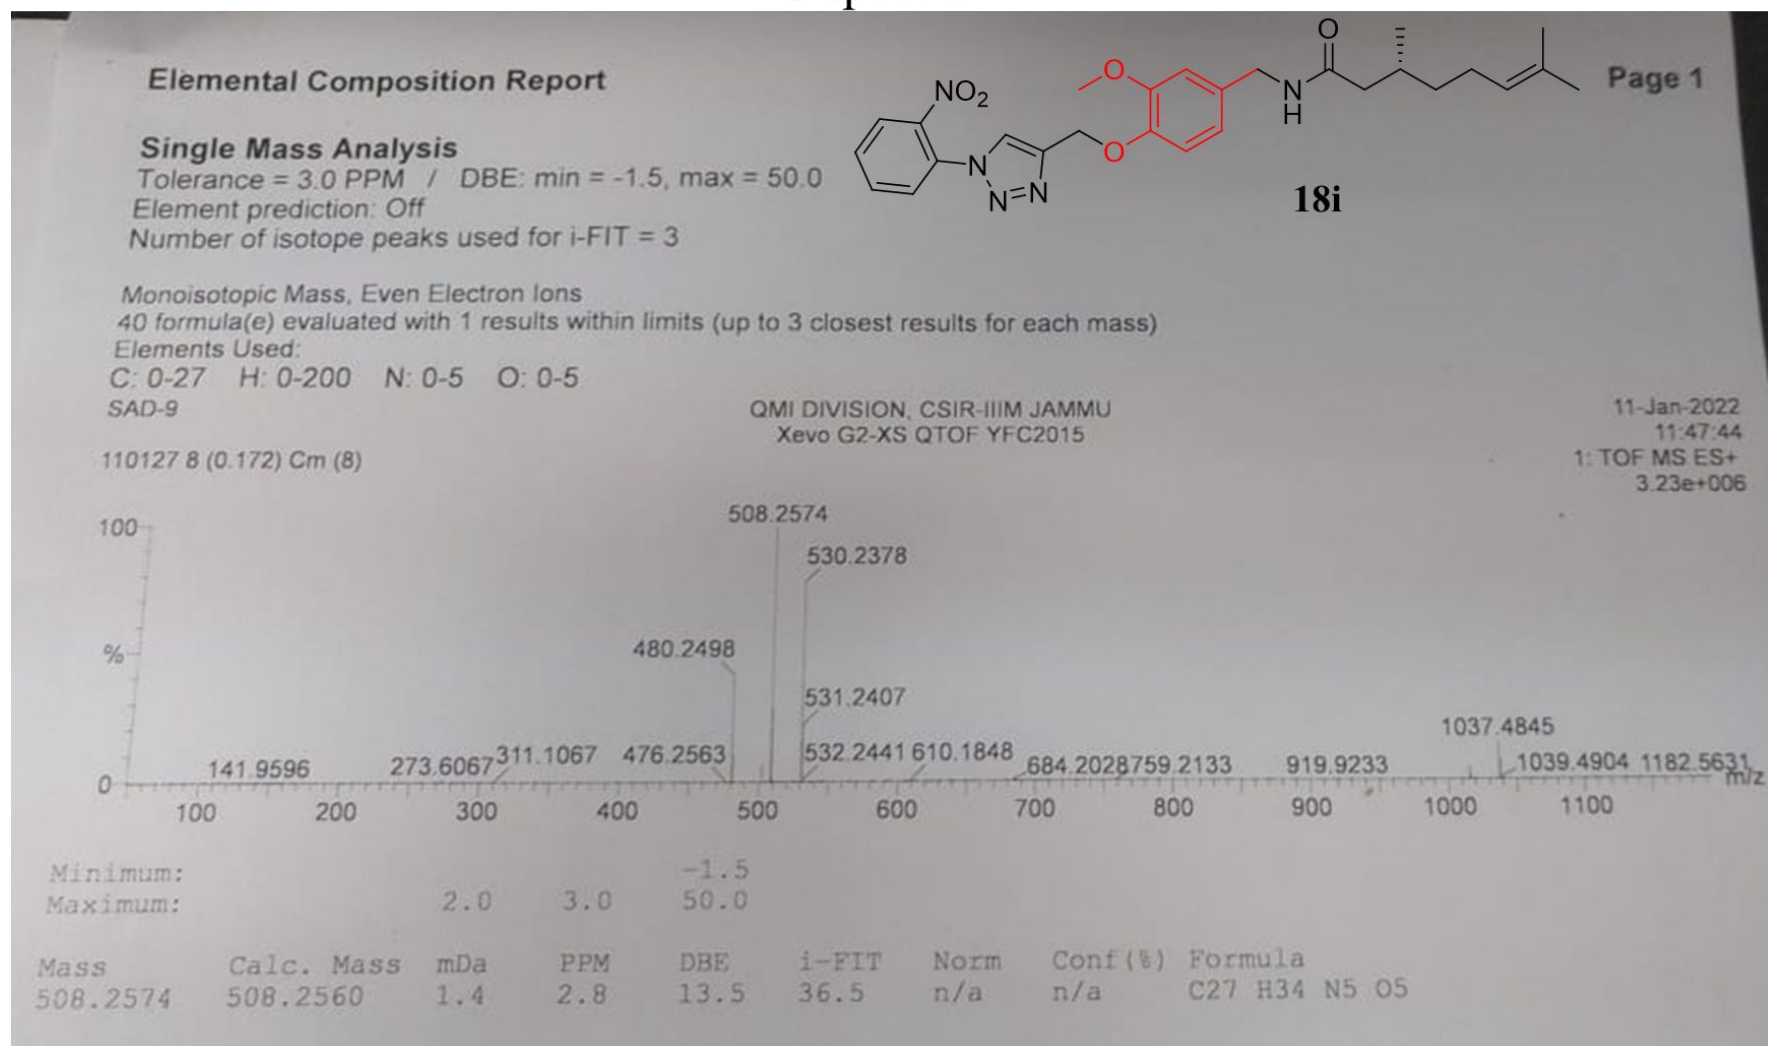 Elemental Composition Report
Page 1
Single Mass Analysis
Tolerance = 3.0 PPM / DBE: min = -1.5, max = 50.0
Element prediction: Off
Number of isotope peaks used for i-FIT = 3
O
NO2
O
N
H
O
N
N=N
18i
Monoisotopic Mass, Even Electron Ions
40 formula(e) evaluated with 1 results within limits (up to 3 closest results for each mass)
Elements Used:
C: 0-27 H: 0-200 N: 0-5 O: 0-5
SAD-9
QMI DIVISION, CSIR-IIIM JAMMU
11-Jan-2022
Xevo G2-XS QTOF YFC2015
11:47:44
110127 8 (0.172) Cm (8)
1: TOF MS ES+
3.23e+006
100
508.2574
530.2378
%
480.2498
531.2407
1037.4845
141.9596
273.6067
311.1067
476.2563
532.2441
610.1848
684.2028
759.2133
919.9233
1039.4904
1182.5631
0
m/z
100 200 300 400 500 600 700 800 900 1000 1100
Minimum: -1.5
Maximum: 2.0 3.0 50.0
Mass Calc. Mass mDa PPM DBE i-FIT Norm Conf(%) Formula
508.2574 508.2560 1.4 2.8 13.5 36.5 n/a n/a C27 H34 N5 O5